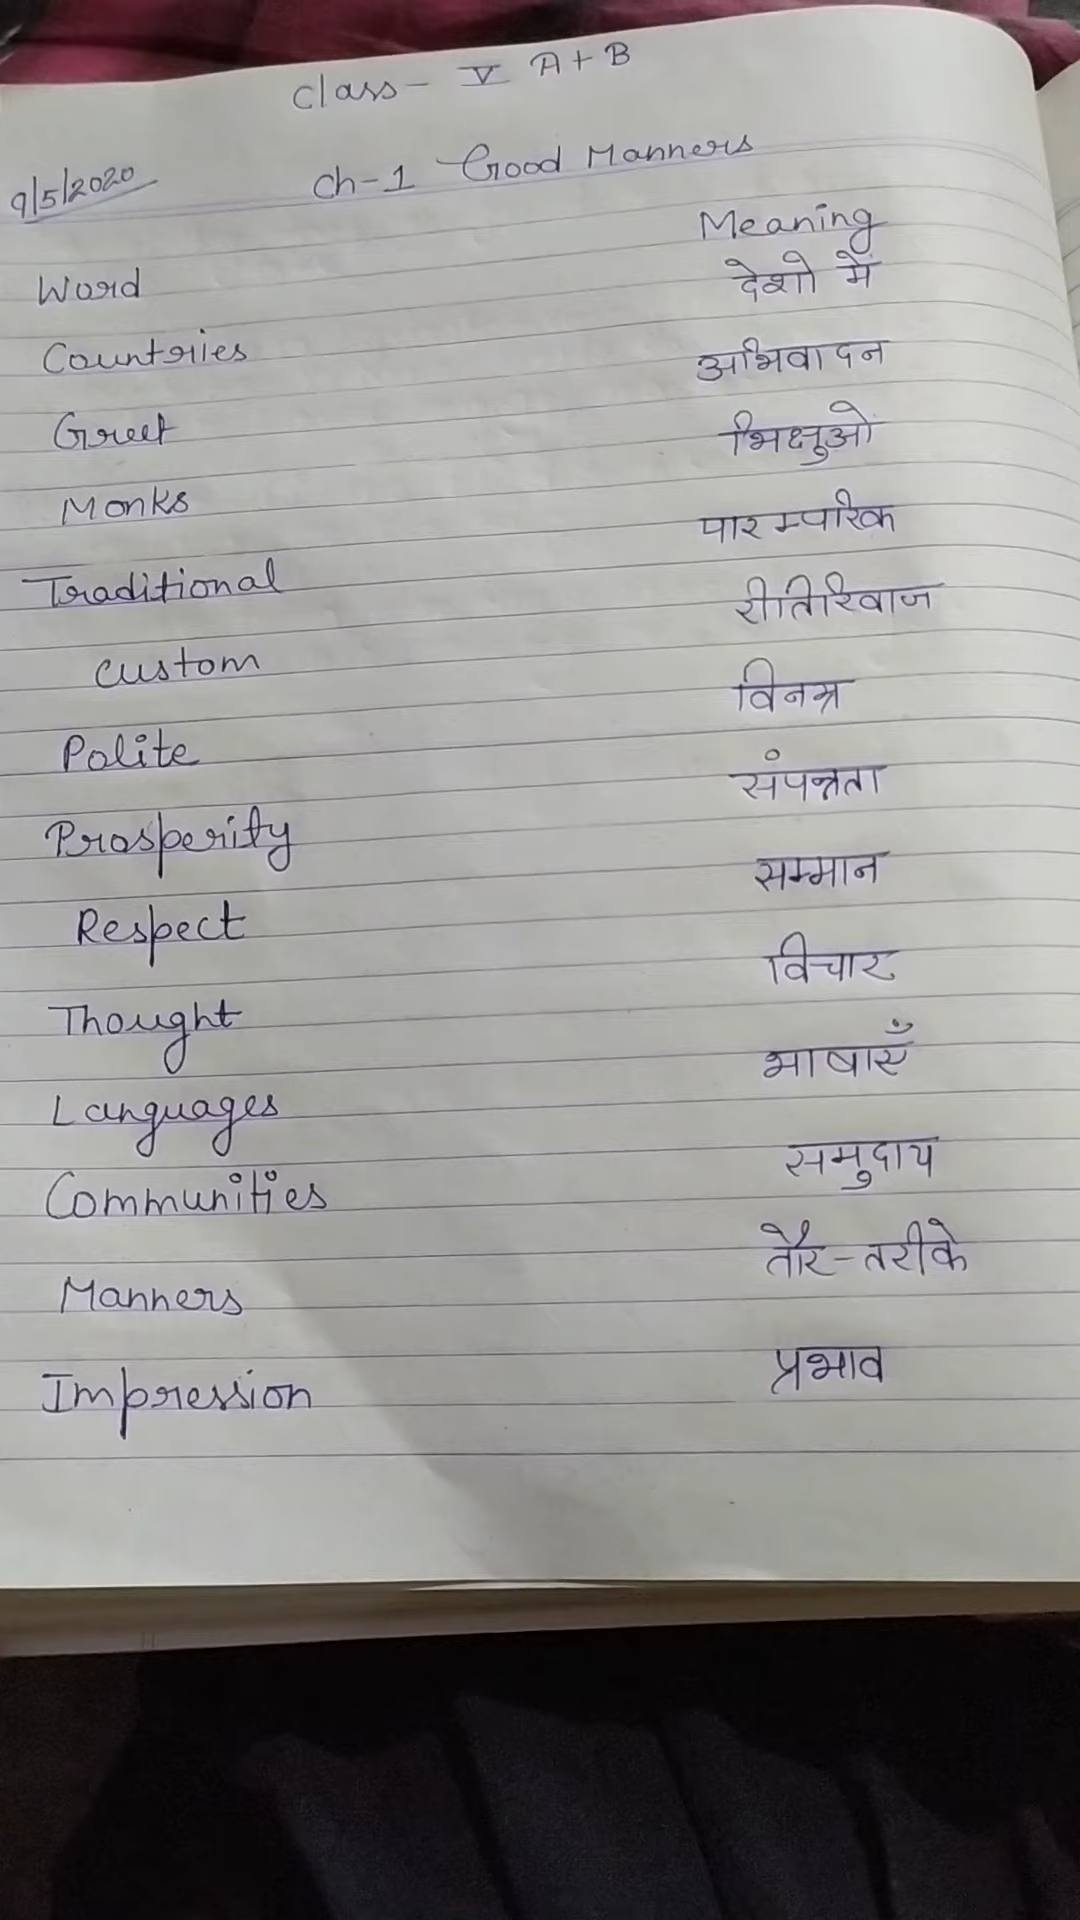 Class - V A+B
9/5/2020 Ch-1 Good Manners
Word Meaning
Countries देशो में
Greet अभिवादन
Monks भिक्षुओं
Traditional पारम्परिक
Custom रीतिरिवाज
Polite विनम्र
Prosperity संपन्नता
Respect सम्मान
Thought विचार
Languages भाषाएँ
Communities समुदाय
Manners तौर-तरीके
Impression प्रभाव